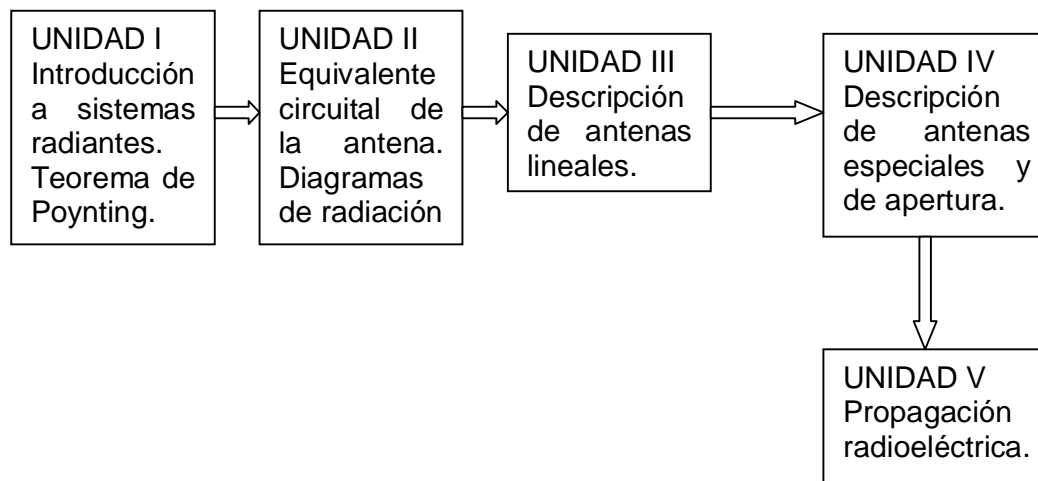 UNIDAD I
Introducción
a sistemas
radiantes.
Teorema de
Poynting.
UNIDAD II
Equivalente
circuital de
la antena.
Diagramas
de radiación
UNIDAD III
Descripción
de antenas
lineales.
UNIDAD IV
Descripción
de antenas
especiales y
de apertura.
UNIDAD V
Propagación
radioeléctrica.